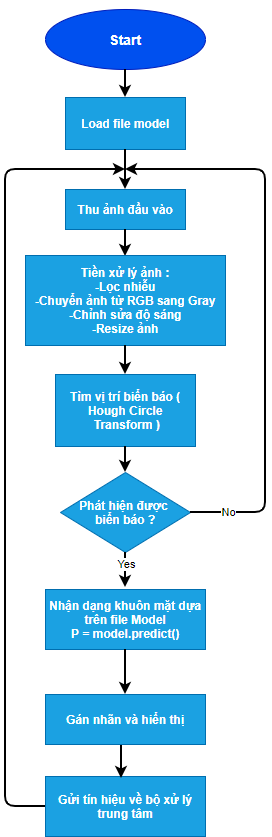 Start
Load file model
Thu ảnh đầu vào
Tiền xử lý ảnh :
-Lọc nhiễu
-Chuyển ảnh từ RGB sang Gray
-Chỉnh sửa độ sáng
-Resize ảnh
Tìm vị trí biển báo (
Hough Circle
Transform )
Phát hiện được
biển báo ?
No
Yes
Nhận dạng khuôn mặt dựa
trên file Model
P = model.predict()
Gán nhãn và hiển thị
Gửi tín hiệu về bộ xử lý
trung tâm